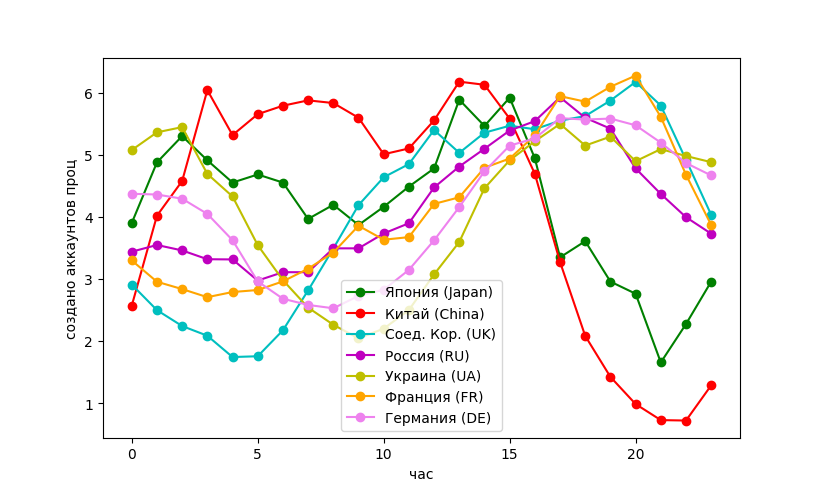 создано аккаунтов проц
6
5
4
3
2
1
0
5
10
15
20
час
Япония (Japan)
Китай (China)
Соед. Кор. (UK)
Россия (RU)
Украина (UA)
Франция (FR)
Германия (DE)